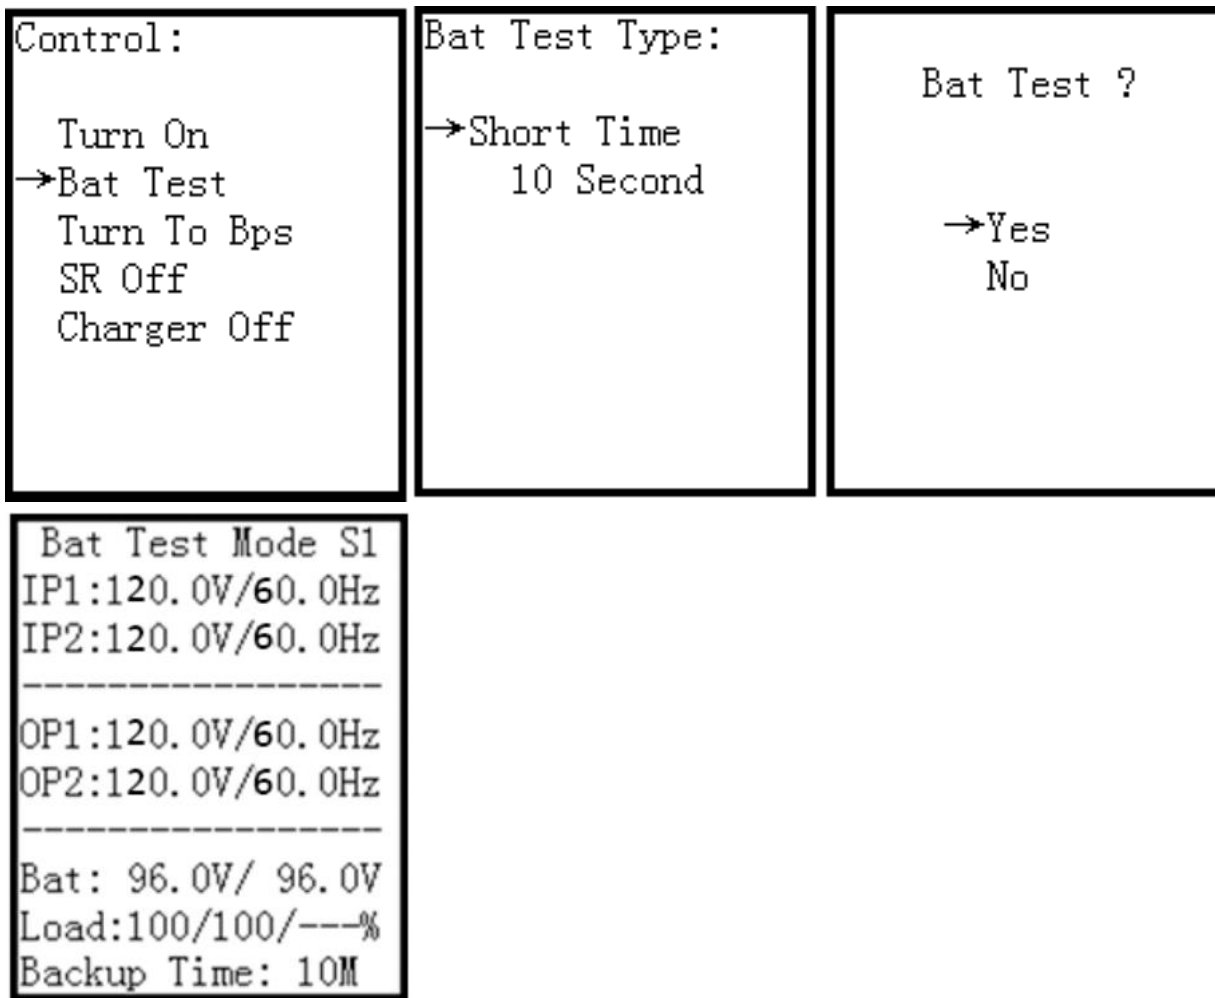 Control:
Turn On
→Bat Test
Turn To Bps
SR Off
Charger Off
Bat Test Type:
→Short Time
10 Second
Bat Test ?
→Yes
No
Bat Test Mode S1
IP1:120.0V/60.0Hz
IP2:120.0V/60.0Hz
-----------------
OP1:120.0V/60.0Hz
OP2:120.0V/60.0Hz
-----------------
Bat: 96.0V/ 96.0V
Load:100/100/---%
Backup Time: 10M